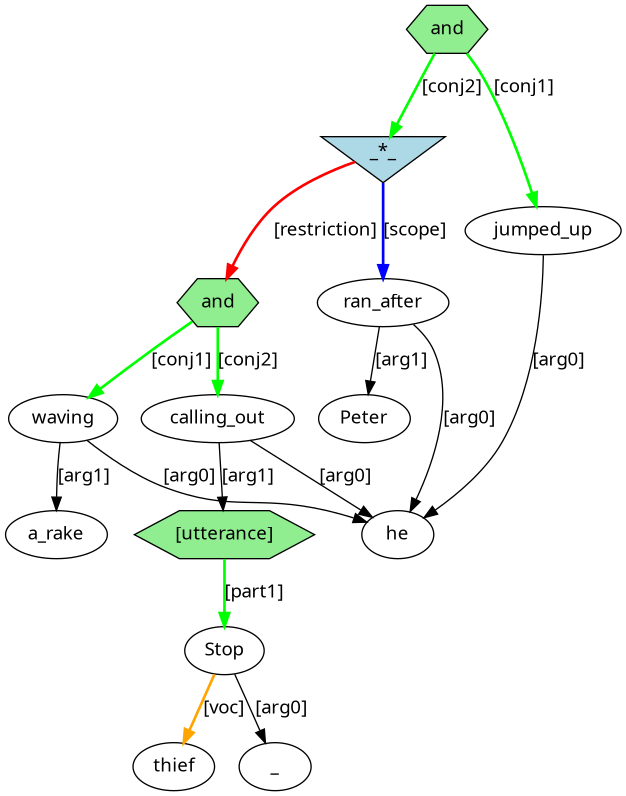 and
[conj2] [conj1]
_*_
[restriction] [scope] jumped_up
and ran_after
[conj1] [conj2] [arg1] [arg0]
waving calling_out Peter [arg0]
[arg1] [arg0] [arg1] [arg0]
a_rake [utterance] he
[part1]
Stop
[voc] [arg0]
thief _